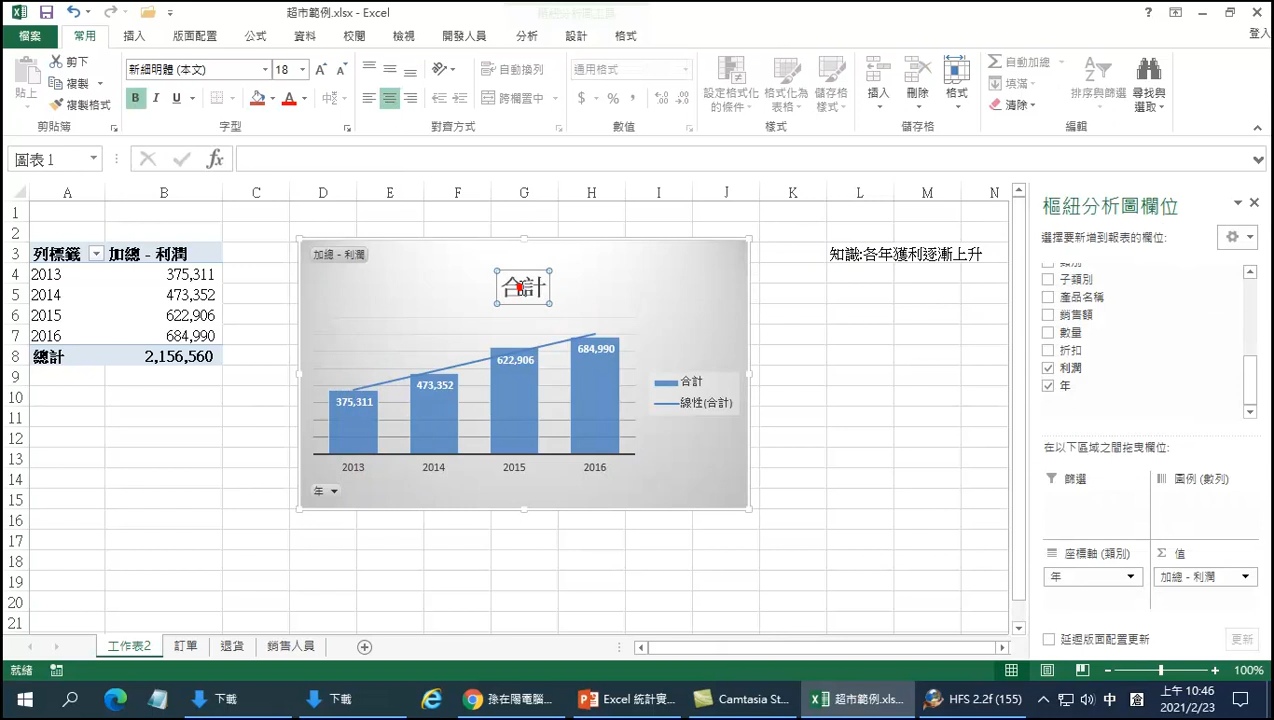 超市範例.xlsx - Excel
樞紐分析圖工具
檔案 常用 插入 版面配置 公式 資料 校閱 檢視 開發人員 分析 設計 格式 登入
貼上 剪下 複製 複製格式
新細明體 (本文) 18
B I U A
自動換列
跨欄置中
通用格式
$ % ,
設定格式化的條件 格式化為表格 儲存格樣式
插入 刪除 格式
自動加總 填滿 清除
排序與篩選 尋找與選取
剪貼簿 字型 對齊方式 數值 樣式 儲存格 編輯
圖表 1 fx
A B C D E F G H I J K L M N
1
2
3 列標籤 加總 - 利潤 知識:各年獲利逐漸上升
4 2013 375,311
5 2014 473,352
6 2015 622,906
7 2016 684,990
8 總計 2,156,560
9
10
11
12
13
14
15
16
17
18
19
20
21
加總 - 利潤
合計
375,311 473,352 622,906 684,990
2013 2014 2015 2016
合計
線性(合計)
年
樞紐分析圖欄位
選擇要新增到報表的欄位:
子類別
產品名稱
銷售額
數量
折扣
利潤
年
在以下區域之間拖曳欄位:
篩選 圖例 (數列)
座標軸 (類別) Σ 值
年 加總 - 利潤
延遲版面配置更新 更新
工作表2 訂單 退貨 銷售人員
就緒 100%
下載 下載 孫在陽電腦... Excel 統計實... Camtasia St... 超市範例.xls... HFS 2.2f (155) 中 上午 10:46
2021/2/23